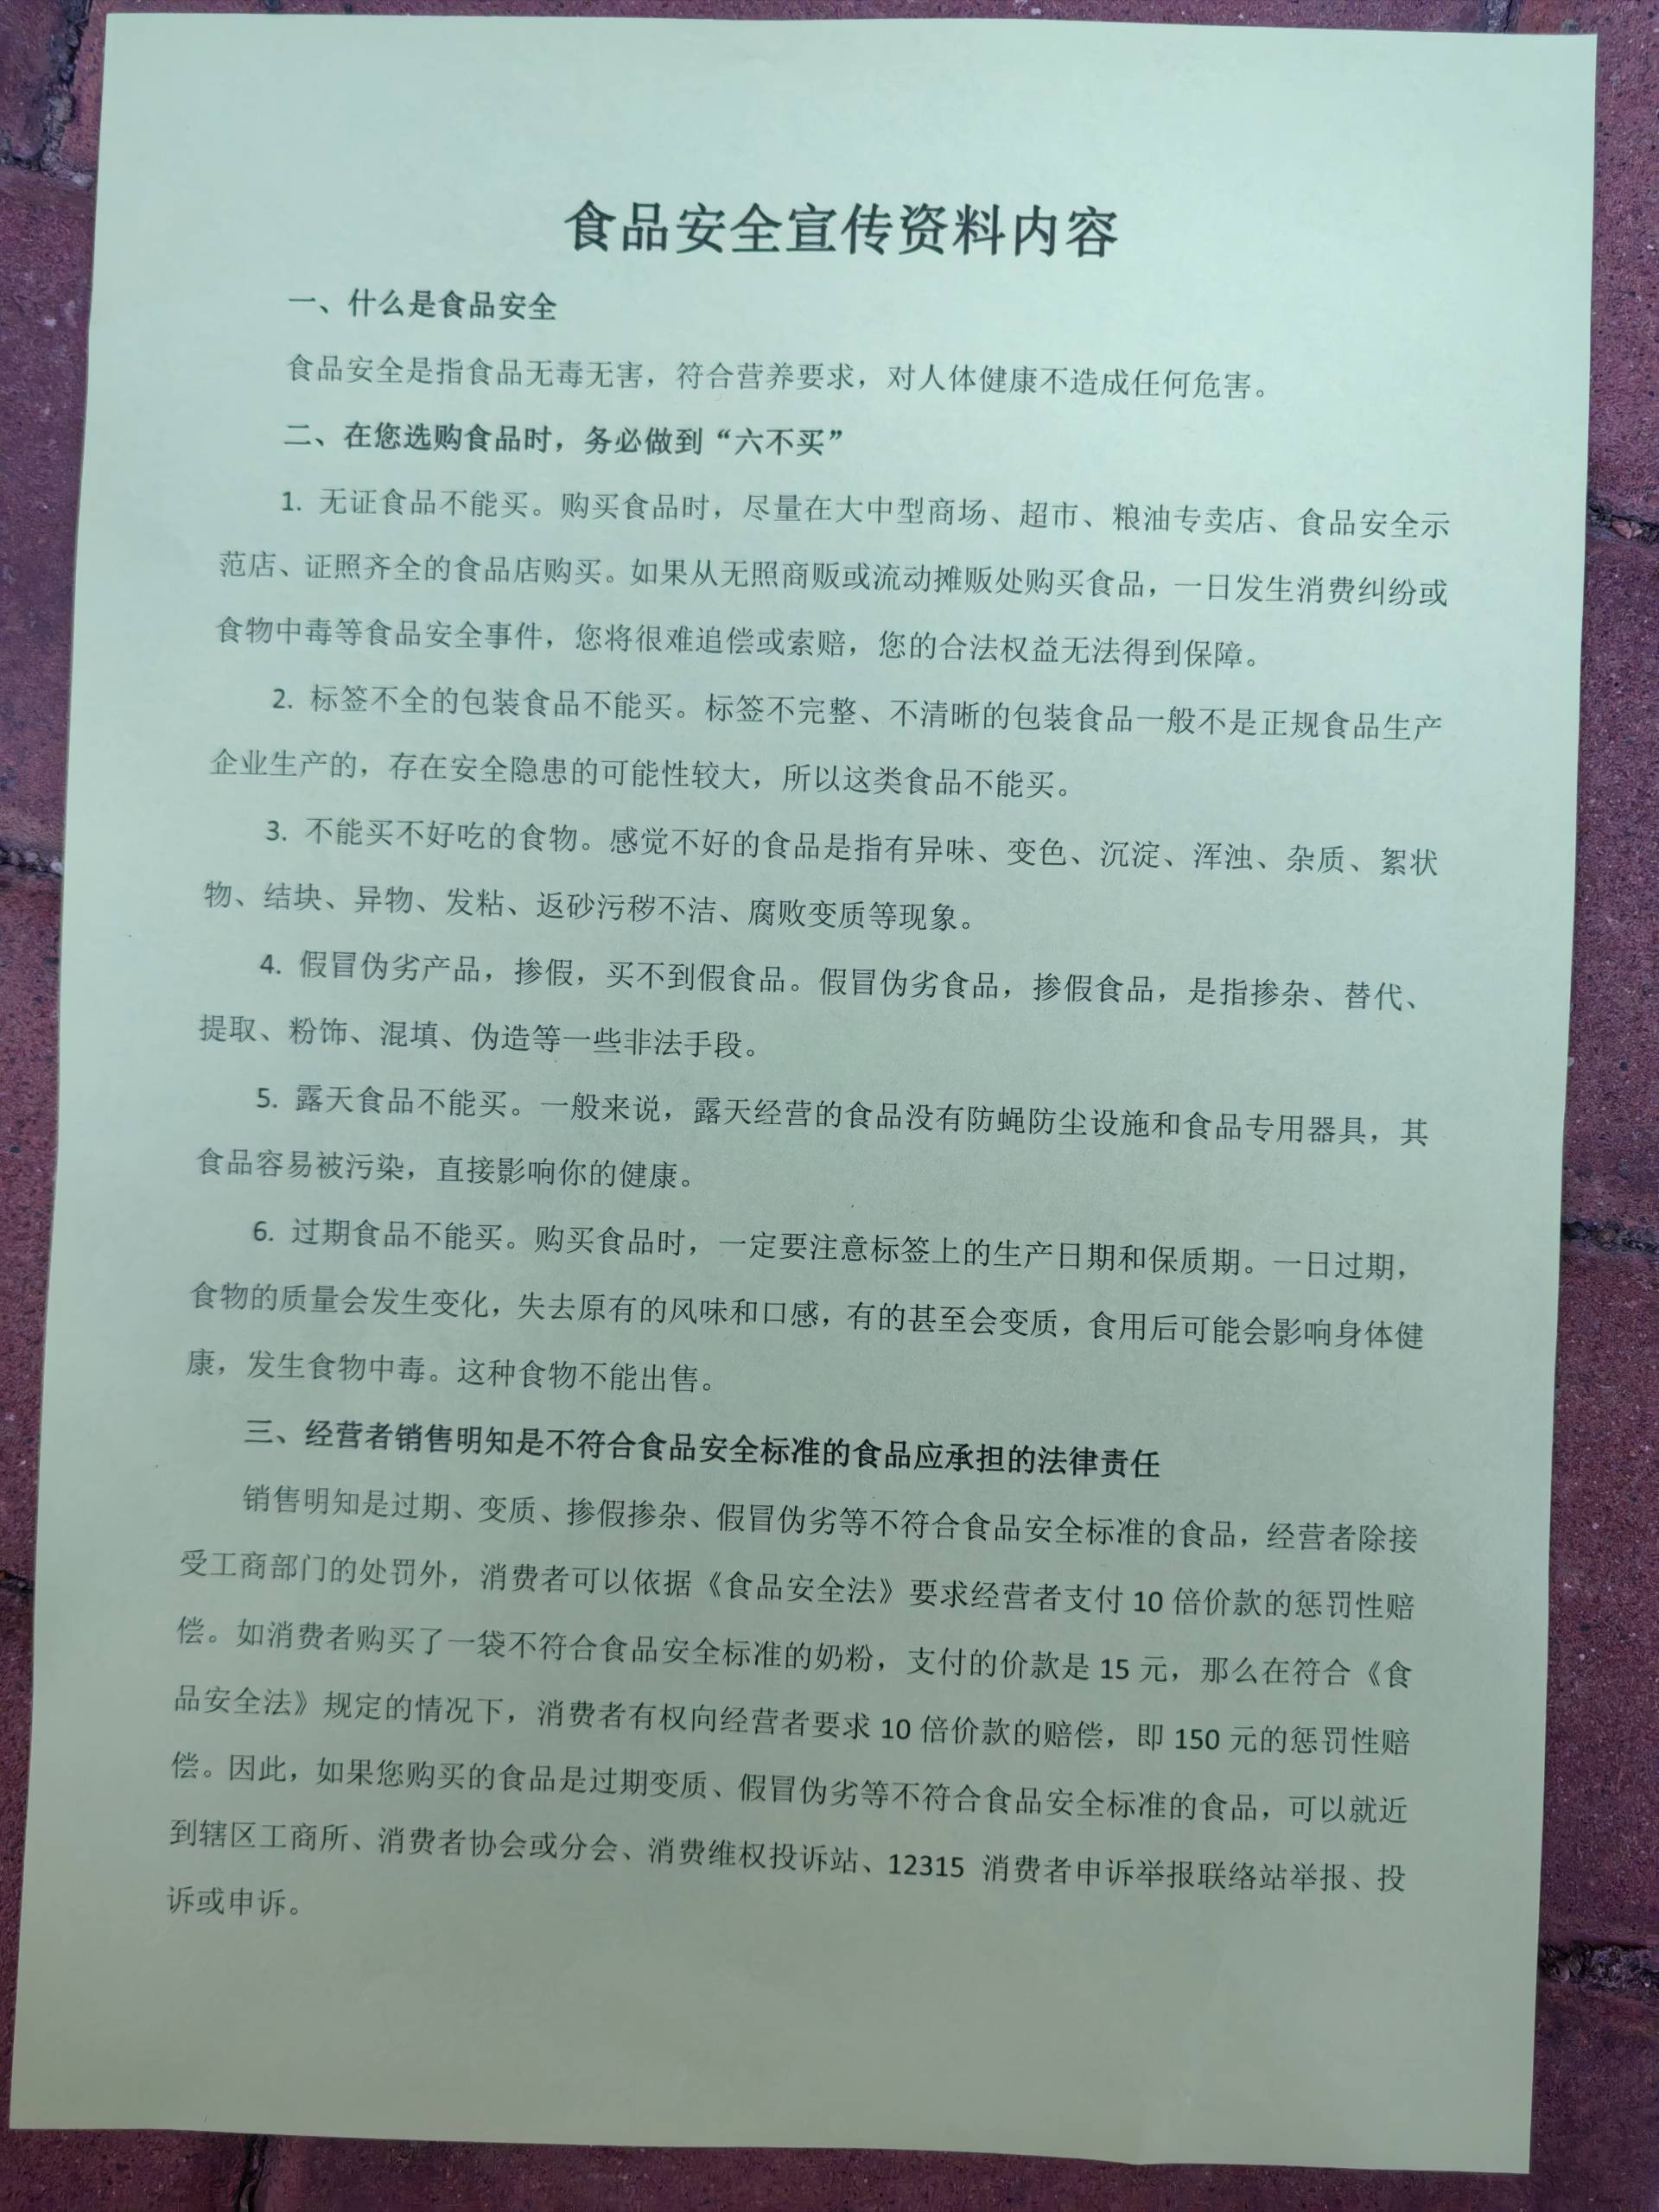 食品安全宣传资料内容
一、什么是食品安全
食品安全是指食品无毒无害，符合营养要求，对人体健康不造成任何危害。
二、在您选购食品时，务必做到“六不买”
1. 无证食品不能买。购买食品时，尽量在大中型商场、超市、粮油专卖店、食品安全示
范店、证照齐全的食品店购买。如果从无照商贩或流动摊贩处购买食品，一日发生消费纠纷或
食物中毒等食品安全事件，您将很难追偿或索赔，您的合法权益无法得到保障。
2. 标签不全的包装食品不能买。标签不完整、不清晰的包装食品一般不是正规食品生产
企业生产的，存在安全隐患的可能性较大，所以这类食品不能买。
3. 不能买不好吃的食物。感觉不好的食品是指有异味、变色、沉淀、浑浊、杂质、絮状
物、结块、异物、发粘、返砂污秽不洁、腐败变质等现象。
4. 假冒伪劣产品，掺假，买不到假食品。假冒伪劣食品，掺假食品，是指掺杂、替代、
提取、粉饰、混填、伪造等一些非法手段。
5. 露天食品不能买。一般来说，露天经营的食品没有防蝇防尘设施和食品专用器具，其
食品容易被污染，直接影响你的健康。
6. 过期食品不能买。购买食品时，一定要注意标签上的生产日期和保质期。一日过期，
食物的质量会发生变化，失去原有的风味和口感，有的甚至会变质，食用后可能会影响身体健
康，发生食物中毒。这种食物不能出售。
三、经营者销售明知是不符合食品安全标准的食品应承担的法律责任
销售明知是过期、变质、掺假掺杂、假冒伪劣等不符合食品安全标准的食品，经营者除接
受工商部门的处罚外，消费者可以依据《食品安全法》要求经营者支付 10 倍价款的惩罚性赔
偿。如消费者购买了一袋不符合食品安全标准的奶粉，支付的价款是 15 元，那么在符合《食
品安全法》规定的情况下，消费者有权向经营者要求 10 倍价款的赔偿，即 150 元的惩罚性赔
偿。因此，如果您购买的食品是过期变质、假冒伪劣等不符合食品安全标准的食品，可以就近
到辖区工商所、消费者协会或分会、消费维权投诉站、12315 消费者申诉举报联络站举报、投
诉或申诉。